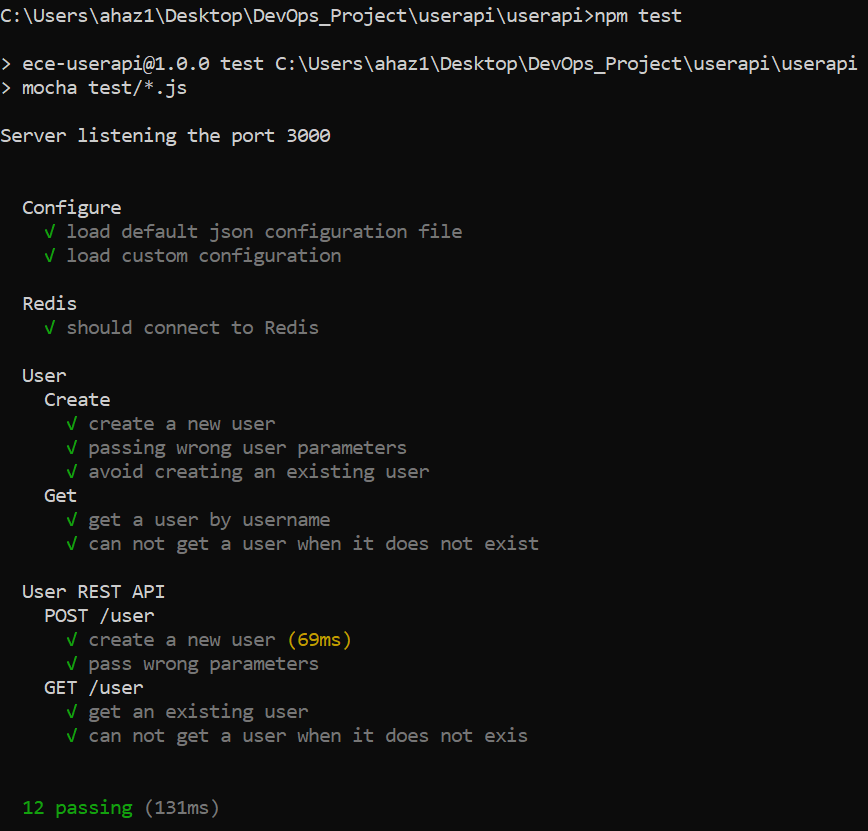 C:\Users\ahaz1\Desktop\DevOps_Project\userapi\userapi>npm test
> ece-userapi@1.0.0 test C:\Users\ahaz1\Desktop\DevOps_Project\userapi\userapi
> mocha test/*.js
Server listening the port 3000
Configure
√ load default json configuration file
√ load custom configuration
Redis
√ should connect to Redis
User
Create
√ create a new user
√ passing wrong user parameters
√ avoid creating an existing user
Get
√ get a user by username
√ can not get a user when it does not exist
User REST API
POST /user
√ create a new user (69ms)
√ pass wrong parameters
GET /user
√ get an existing user
√ can not get a user when it does not exis
12 passing (131ms)